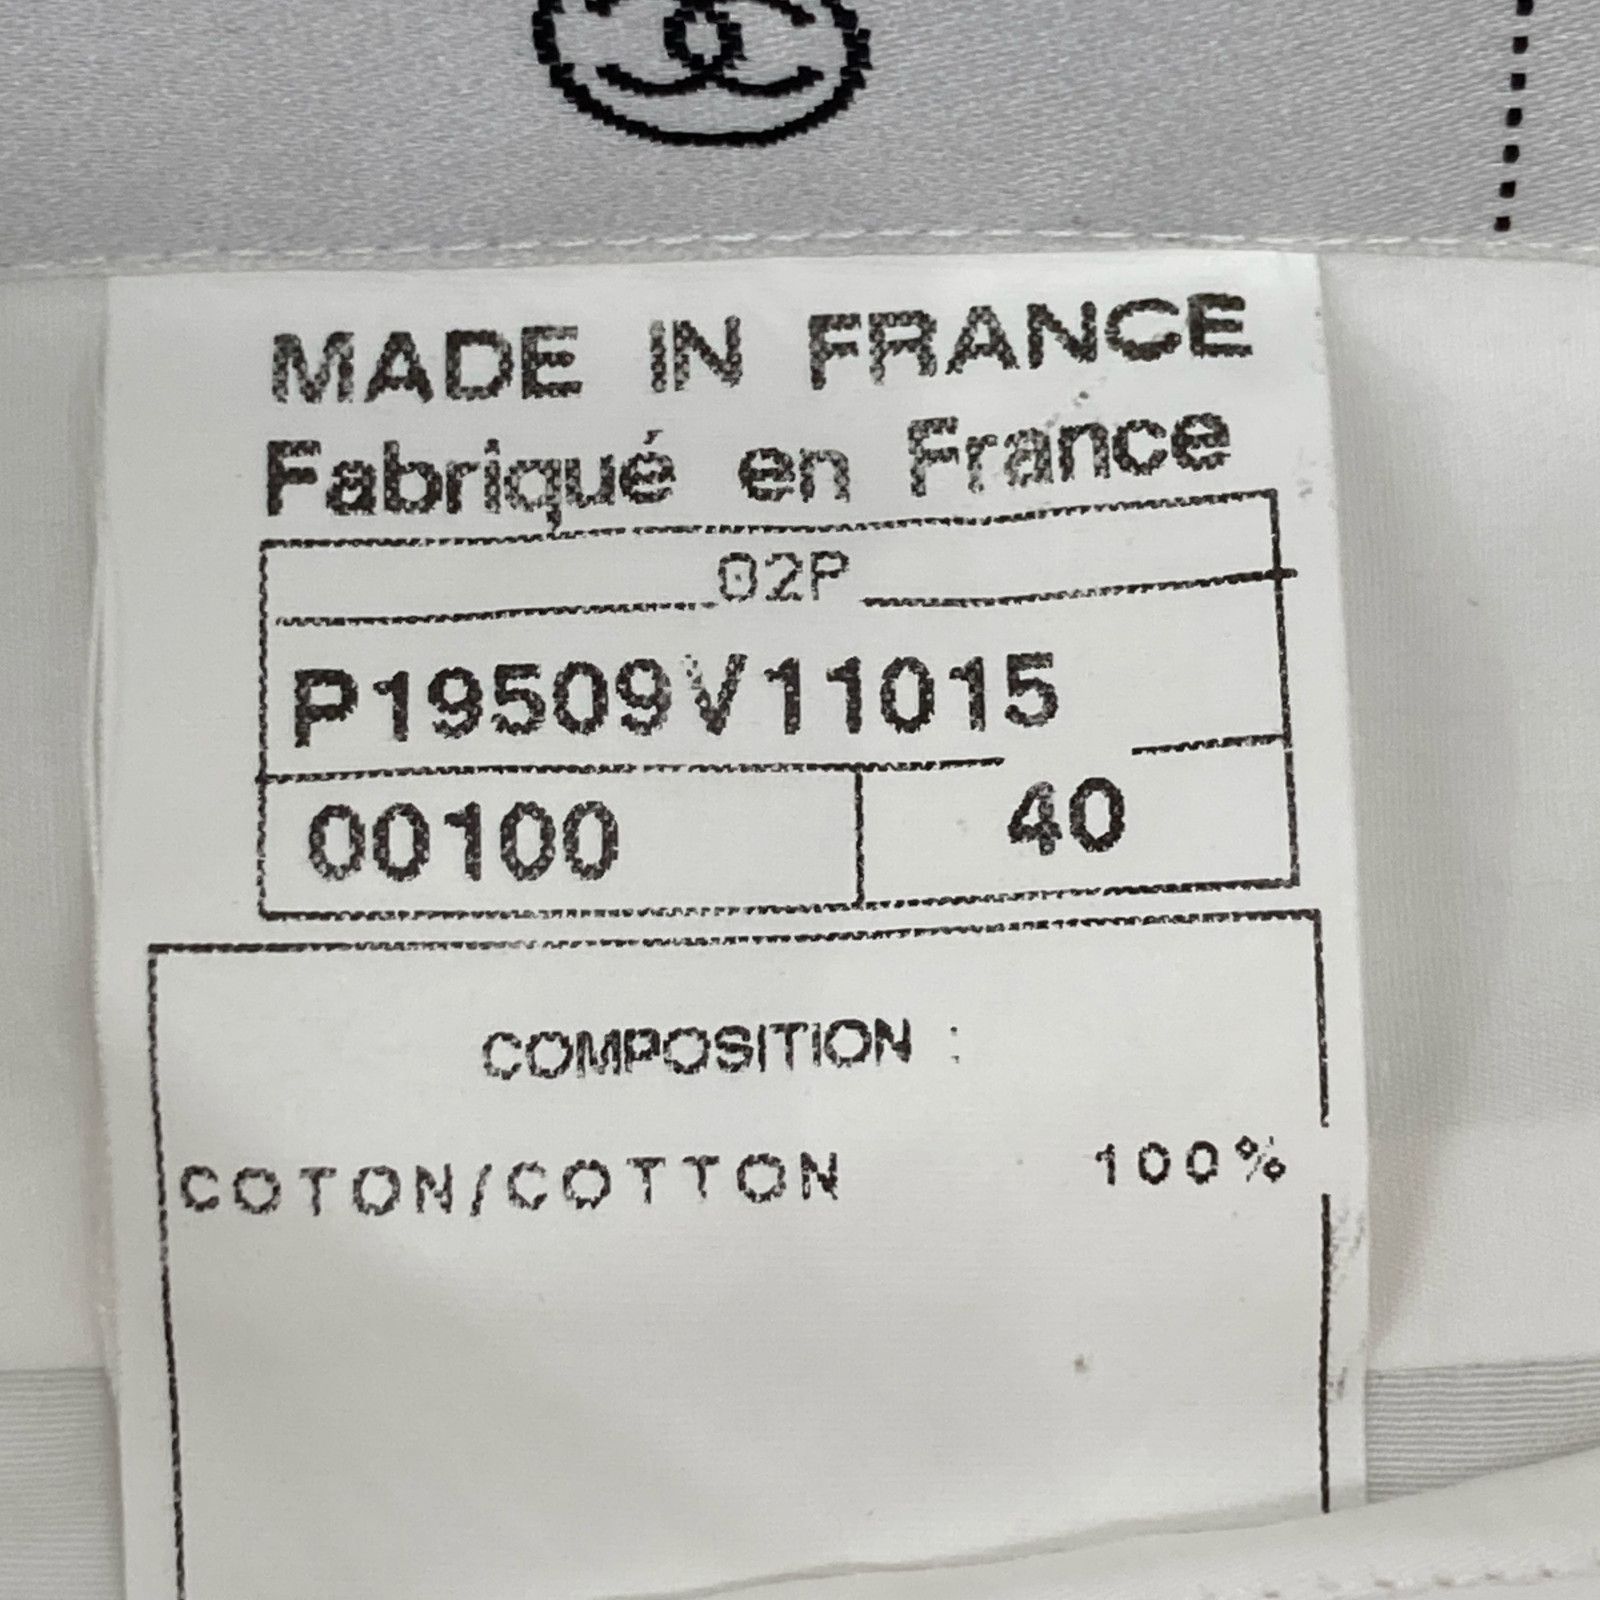 MADE IN FRANCE
Fabriqué en France
02P
P19509V11015
00100 40
COMPOSITION :
COTON/COTTON 100%